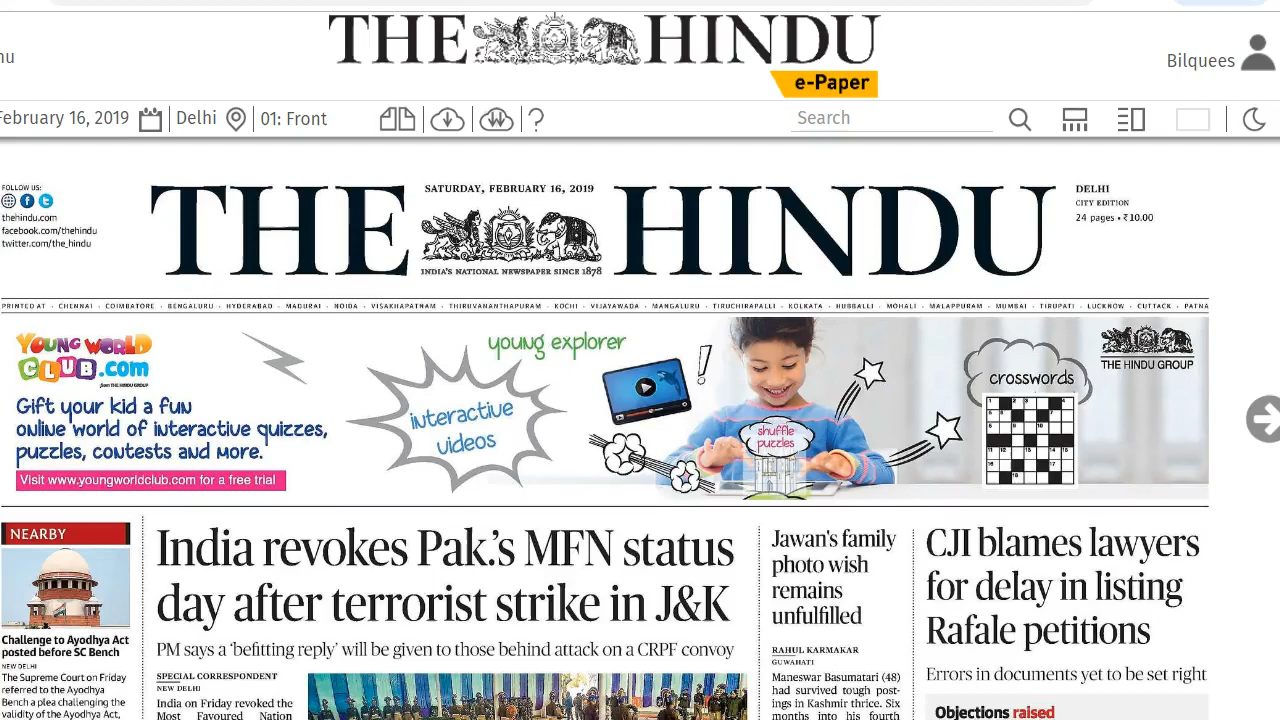 nu
THE HINDU
e-Paper
Bilquees
February 16, 2019
Delhi
01: Front
Search
FOLLOW US:
thehindu.com
facebook.com/thehindu
twitter.com/the_hindu
SATURDAY, FEBRUARY 16, 2019
THE HINDU
INDIA'S NATIONAL NEWSPAPER SINCE 1878
DELHI
CITY EDITION
24 pages • ₹10.00
PRINTED AT • CHENNAI • COIMBATORE • BENGALURU • HYDERABAD • MADURAI • NOIDA • VISAKHAPATNAM • THIRUVANANTHAPURAM • KOCHI • VIJAYAWADA • MANGALURU • TIRUCHIRAPALLI • KOLKATA • HUBBALLI • MOHALI • MALAPPURAM • MUMBAI • TIRUPATI • LUCKNOW • CUTTACK • PATNA
YOUNG WORLD
CLUB.com
from THE HINDU GROUP
Gift your kid a fun
online world of interactive quizzes,
puzzles, contests and more.
Visit www.youngworldclub.com for a free trial
young explorer
interactive
videos
shuffle
puzzles
crosswords
THE HINDU GROUP
NEARBY
Challenge to Ayodhya Act
posted before SC Bench
NEW DELHI
The Supreme Court on Friday
referred to the Ayodhya
Bench a plea challenging the
validity of the Ayodhya Act,
India revokes Pak.'s MFN status
day after terrorist strike in J&K
PM says a 'befitting reply' will be given to those behind attack on a CRPF convoy
SPECIAL CORRESPONDENT
NEW DELHI
India on Friday revoked the
Most Favoured Nation
Jawan's family
photo wish
remains
unfulfilled
RAHUL KARMAKAR
GUWAHATI
Maneswar Basumatari (48)
had survived tough post-
ings in Kashmir thrice. Six
months into his fourth
CJI blames lawyers
for delay in listing
Rafale petitions
Errors in documents yet to be set right
Objections raised